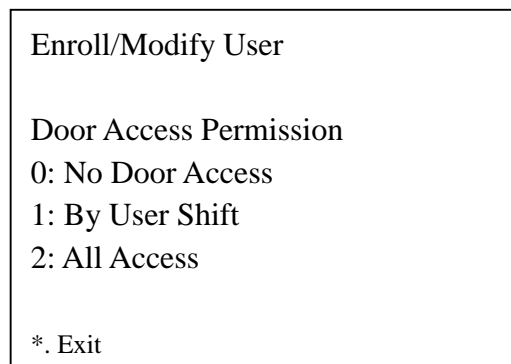 Enroll/Modify User
Door Access Permission
0: No Door Access
1: By User Shift
2: All Access
*. Exit